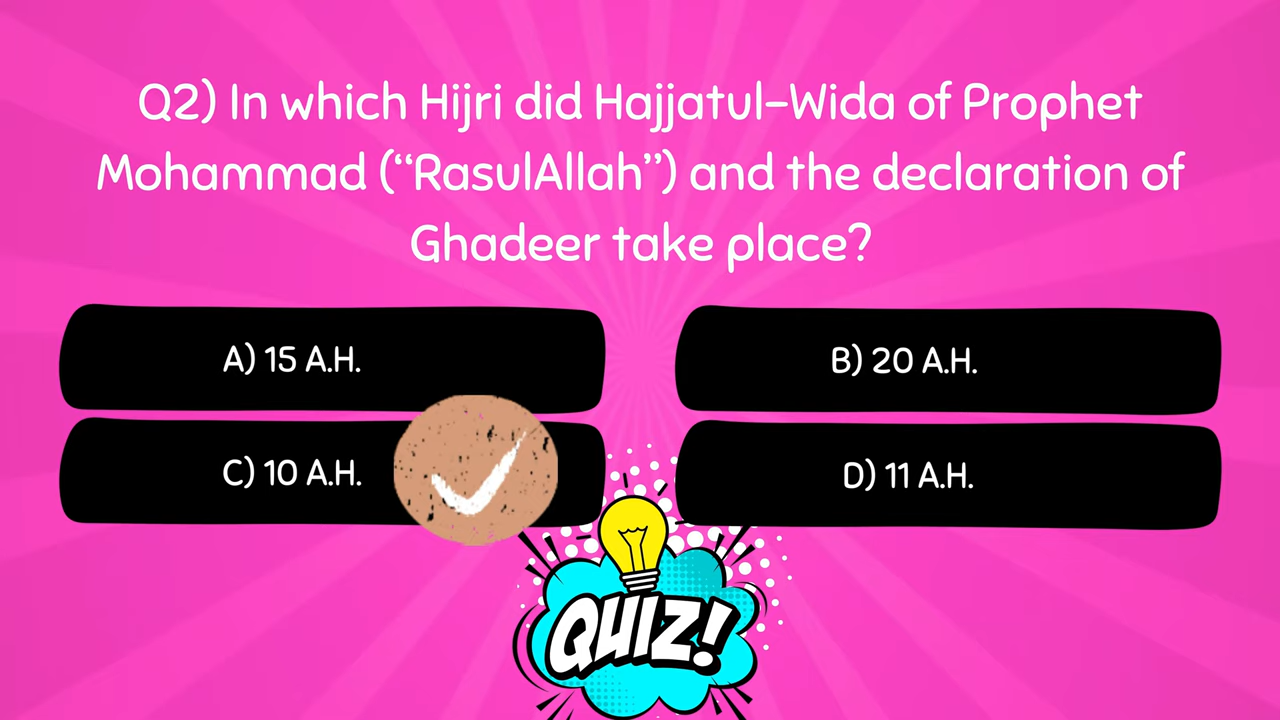 Q2) In which Hijri did Hajjatul-Wida of Prophet
Mohammad (“RasulAllah”) and the declaration of
Ghadeer take place?
A) 15 A.H.
B) 20 A.H.
C) 10 A.H.
D) 11 A.H.
QUIZ!